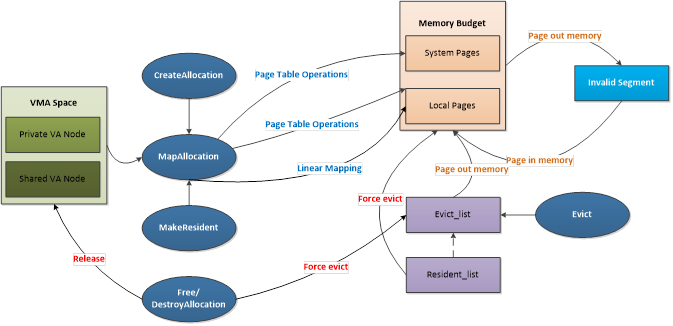 Memory Budget
Page out memory
System Pages
CreateAllocation
Page Table Operations
Invalid Segment
VMA Space
Local Pages
Private VA Node
Page Table Operations
MapAllocation
Page in memory
Linear Mapping
Page out memory
Shared VA Node
Force evict
MakeResident
Evict_list
Evict
Release
Force evict
Resident_list
Free/
DestroyAllocation